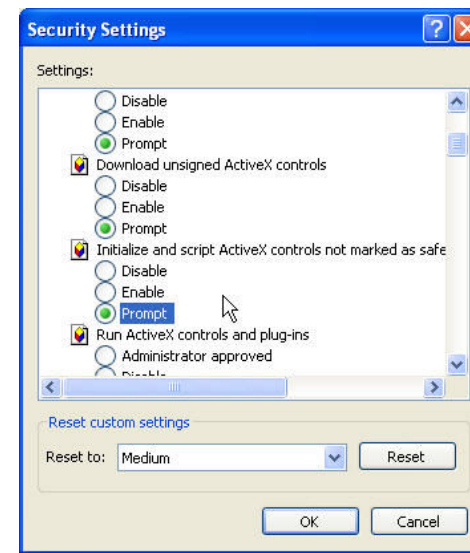 Security Settings
Settings:
Disable
Enable
Prompt
Download unsigned ActiveX controls
Disable
Enable
Prompt
Initialize and script ActiveX controls not marked as safe
Disable
Enable
Prompt
Run ActiveX controls and plug-ins
Administrator approved
Disable
Reset custom settings
Reset to: Medium Reset
OK Cancel